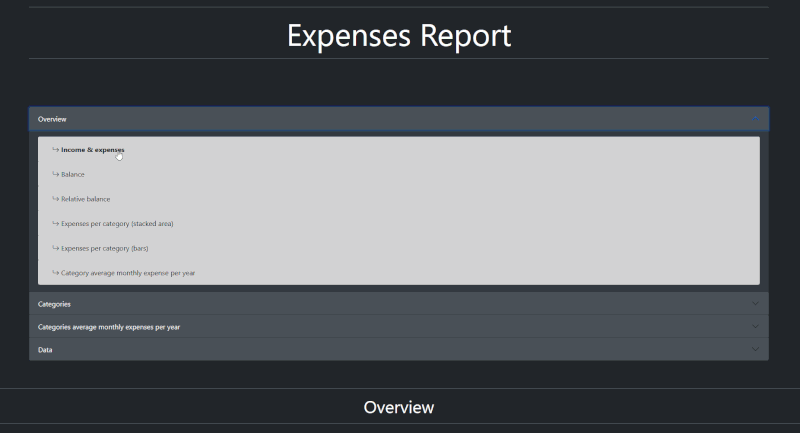 Expenses Report
Overview
Income & expenses
Balance
Relative balance
Expenses per category (stacked area)
Expenses per category (bars)
Category average monthly expense per year
Categories
Categories average monthly expenses per year
Data
Overview